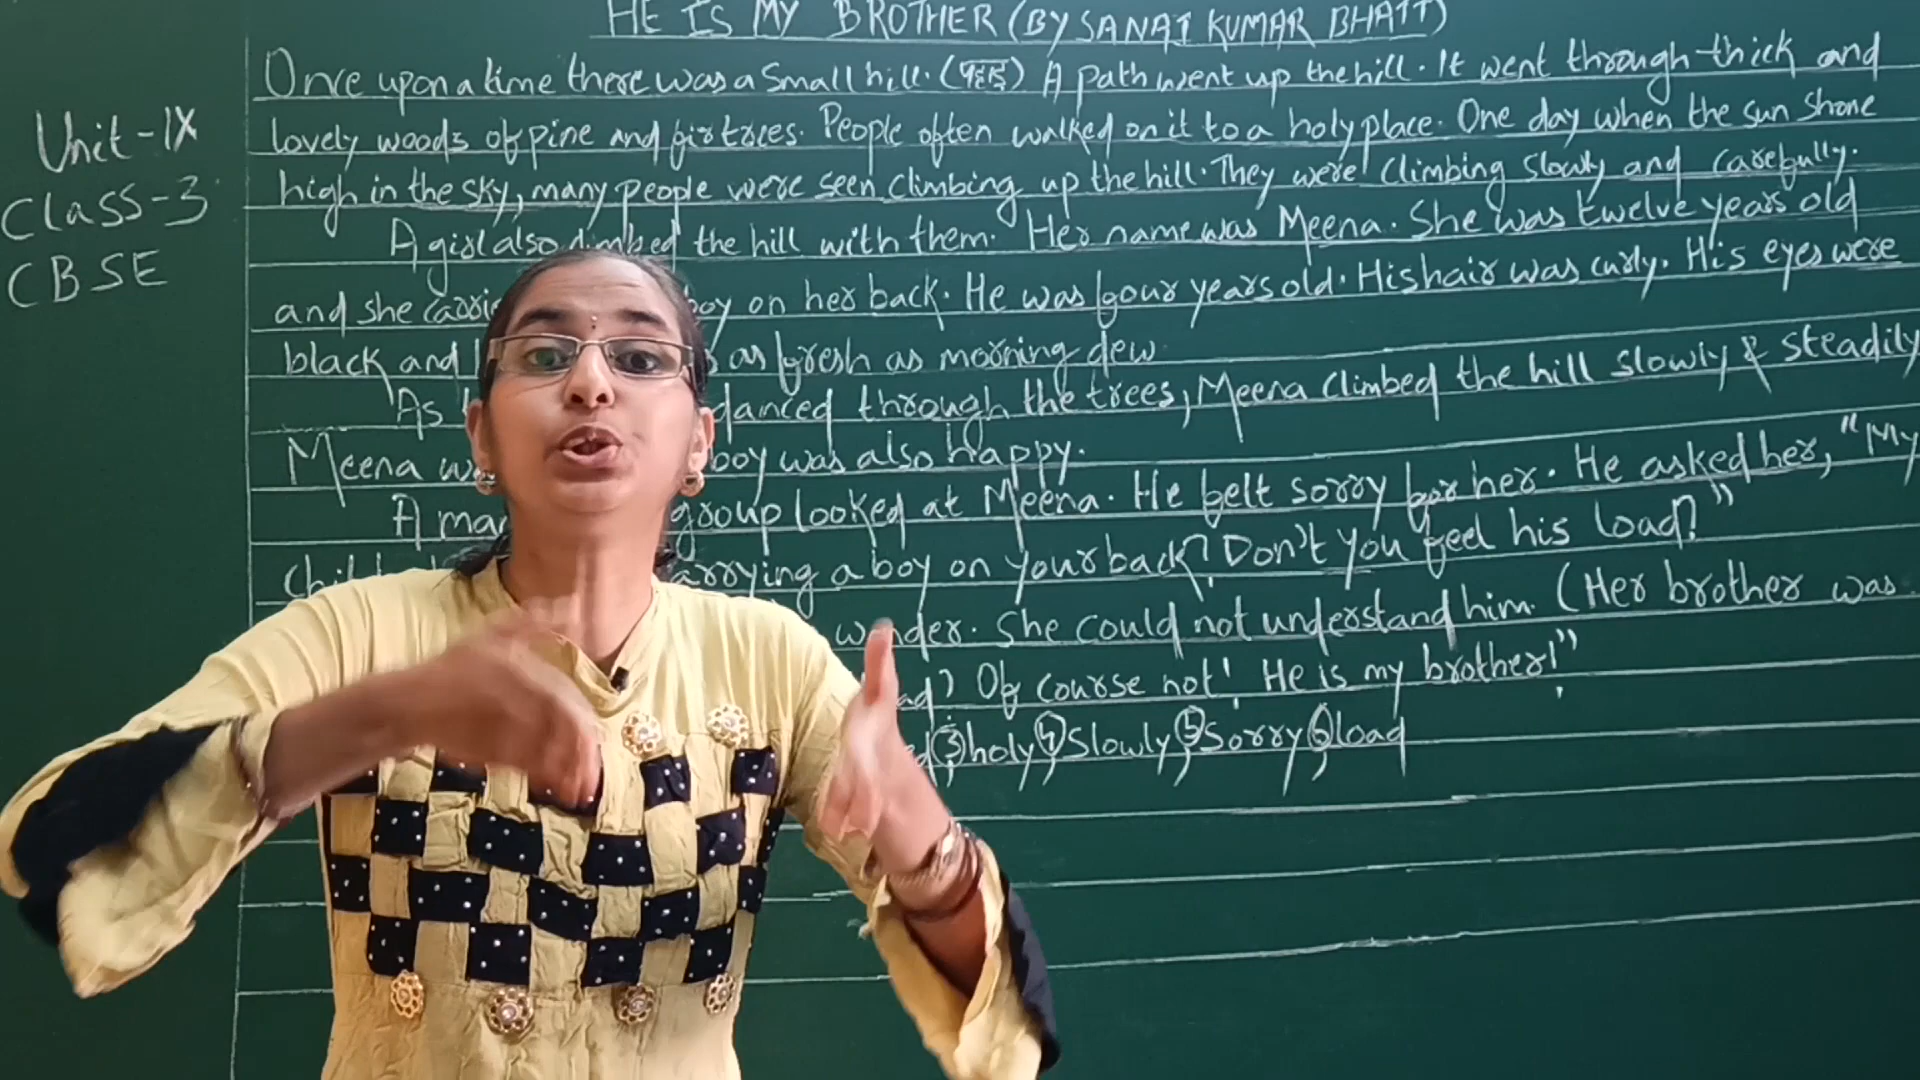 HE IS MY BROTHER (BY SANAT KUMAR BHATT)
Unit-IX
Class-3
CBSE
Once upon a time there was a small hill. (पहाड़) A path went up the hill. It went through thick and
lovely woods of pine and fir trees. People often walked on it to a holy place. One day when the sun shone
high in the sky, many people were seen climbing up the hill. They were climbing slowly and carefully.
A girl also climbed the hill with them. Her name was Meena. She was twelve years old
and she boy on her back. He was four years old. His hair was curly. His eyes were
black and as fresh as morning dew.
As danced through the trees, Meena climbed the hill slowly & steadily
Meena boy was also happy.
A group looked at Meena. He felt sorry for her. He asked her, "My
a boy on your back? Don't you feel his load?"
wonder. She could not understand him. (Her brother was
Of course not! He is my brother!"
③ holy, ④ Slowly, ⑤ Sorry, ⑥ load